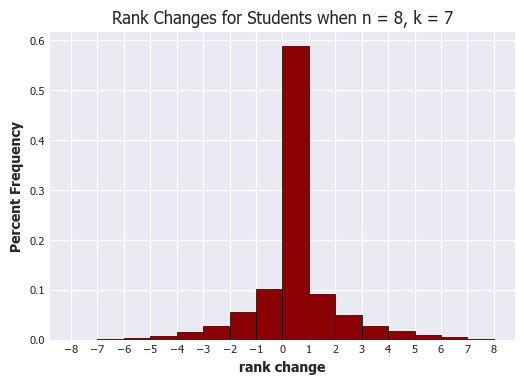 Rank Changes for Students when n = 8, k = 7
Percent Frequency
0.6
0.5
0.4
0.3
0.2
0.1
0.0
−8 −7 −6 −5 −4 −3 −2 −1 0 1 2 3 4 5 6 7 8
rank change